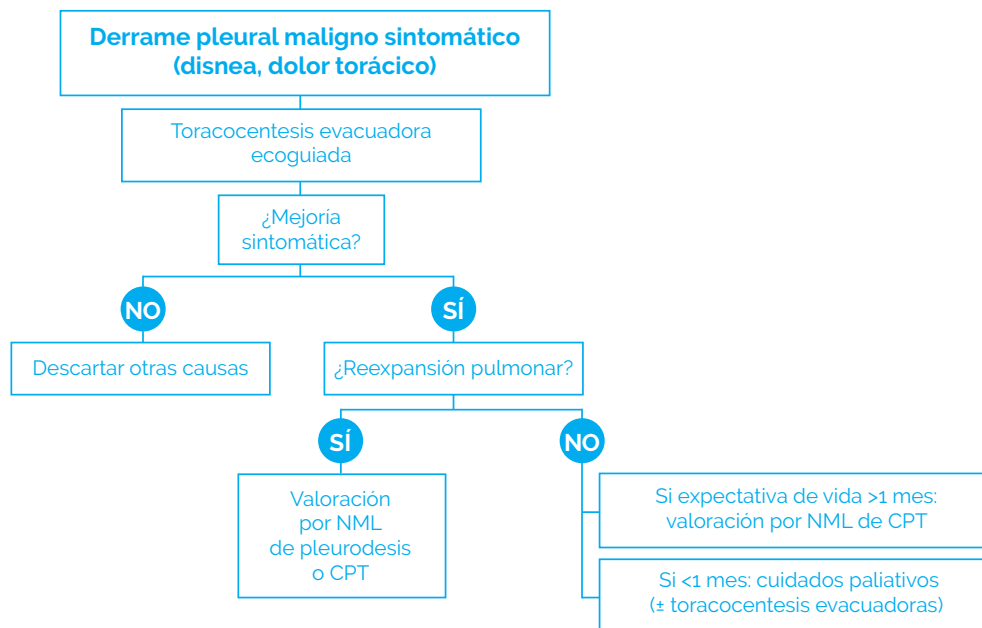 Derrame pleural maligno sintomático
(disnea, dolor torácico)
Toracocentesis evacuadora
ecoguiada
¿Mejoría
sintomática?
NO
SÍ
Descartar otras causas
¿Reexpansión pulmonar?
SÍ
NO
Valoración
por NML
de pleurodesis
o CPT
Si expectativa de vida >1 mes:
valoración por NML de CPT
Si <1 mes: cuidados paliativos
(± toracocentesis evacuadoras)